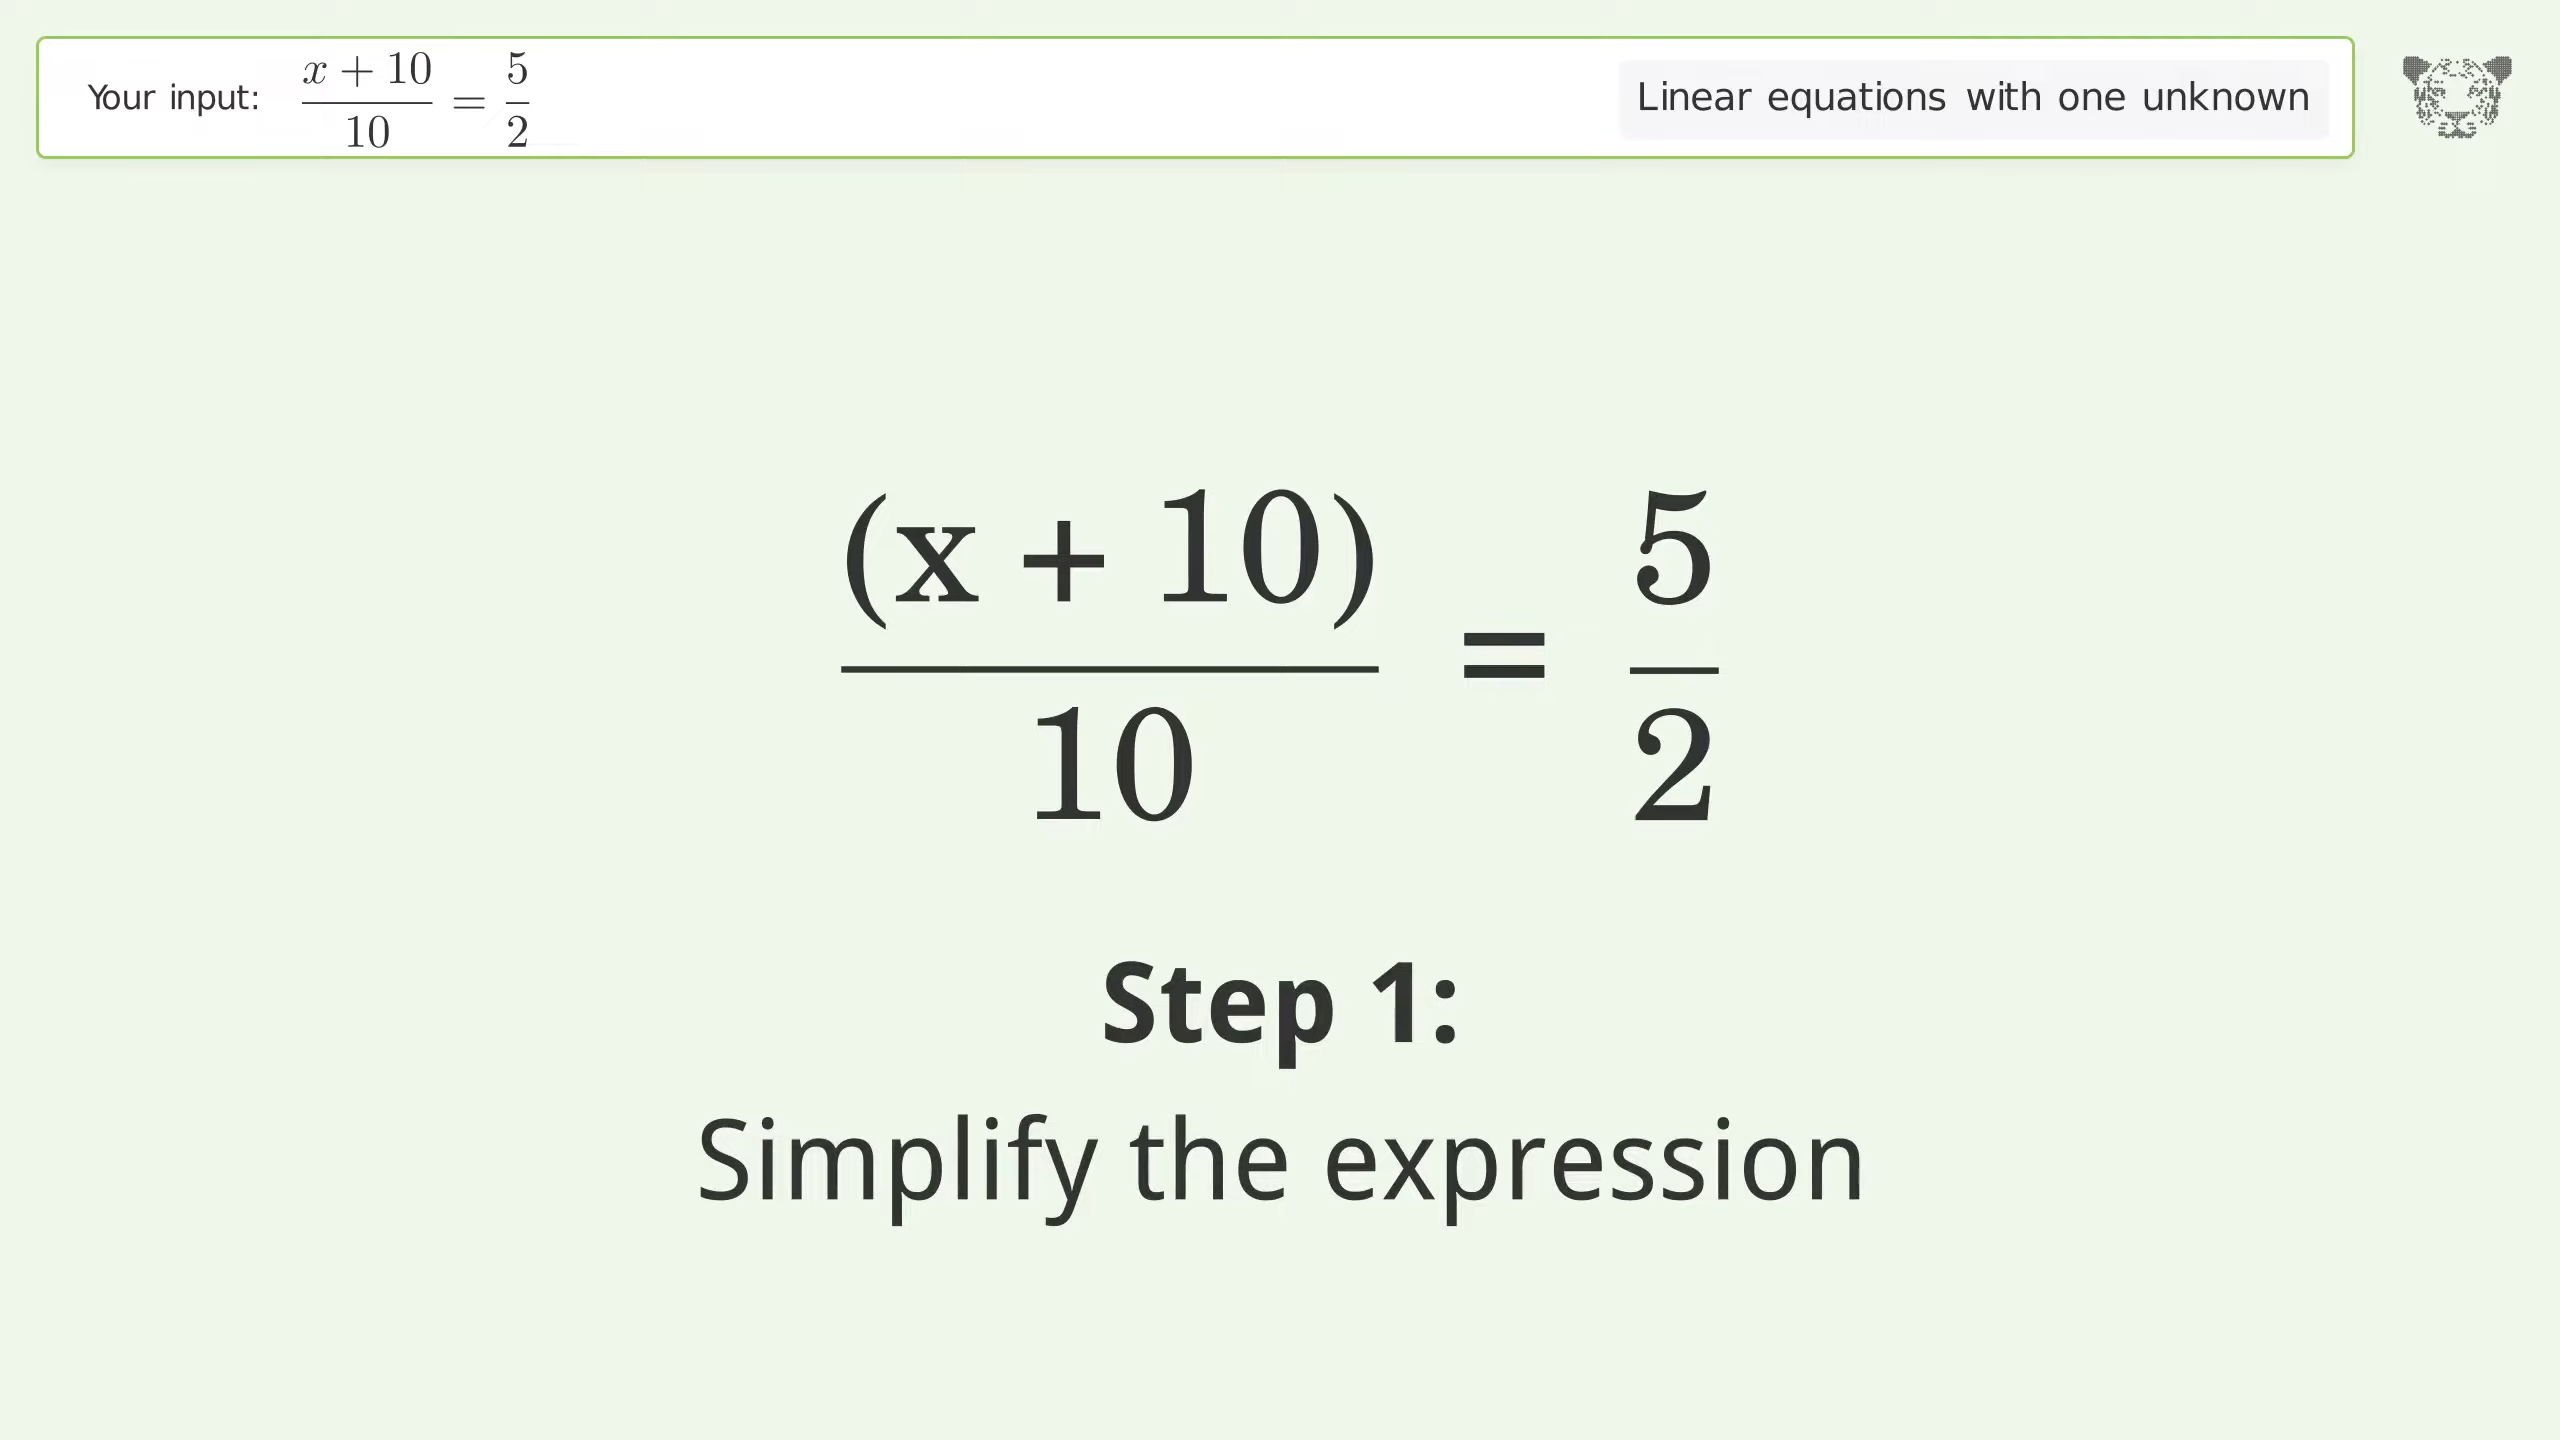 Your input: x + 10 / 10 = 5 / 2
Linear equations with one unknown
(x + 10) / 10 = 5 / 2
Step 1:
Simplify the expression